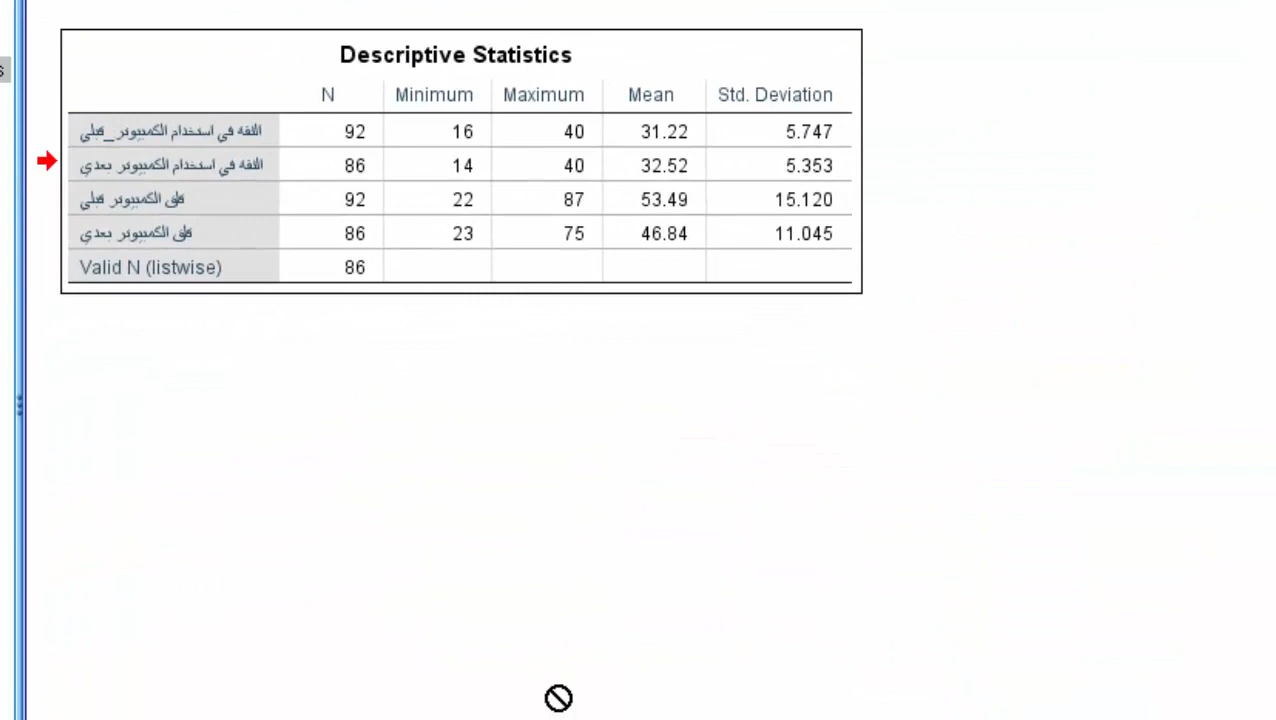 s
Descriptive Statistics
N Minimum Maximum Mean Std. Deviation
الثقة في استخدام الكمبيوتر_قبلي 92 16 40 31.22 5.747
الثقة في استخدام الكمبيوتر بعدي 86 14 40 32.52 5.353
قلق الكمبيوتر قبلي 92 22 87 53.49 15.120
قلق الكمبيوتر بعدي 86 23 75 46.84 11.045
Valid N (listwise) 86